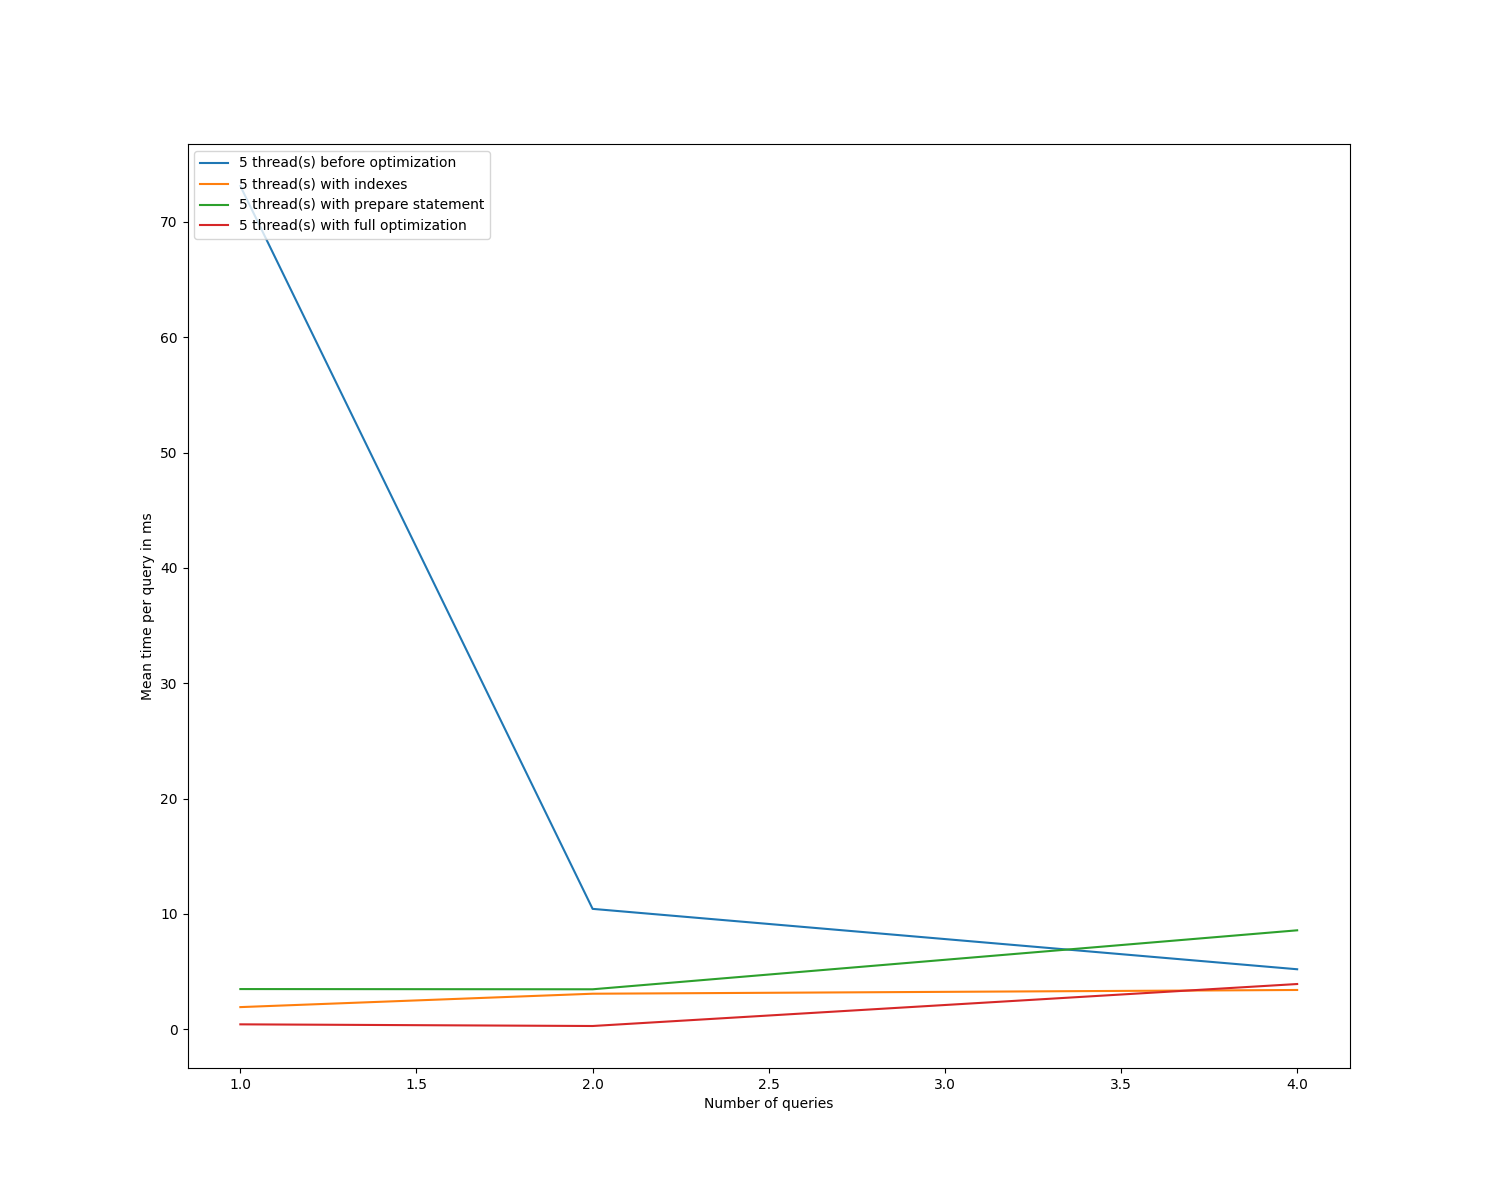 5 thread(s) before optimization
5 thread(s) with indexes
5 thread(s) with prepare statement
5 thread(s) with full optimization
70
60
50
40
30
20
10
0
Mean time per query in ms
1.0 1.5 2.0 2.5 3.0 3.5 4.0
Number of queries